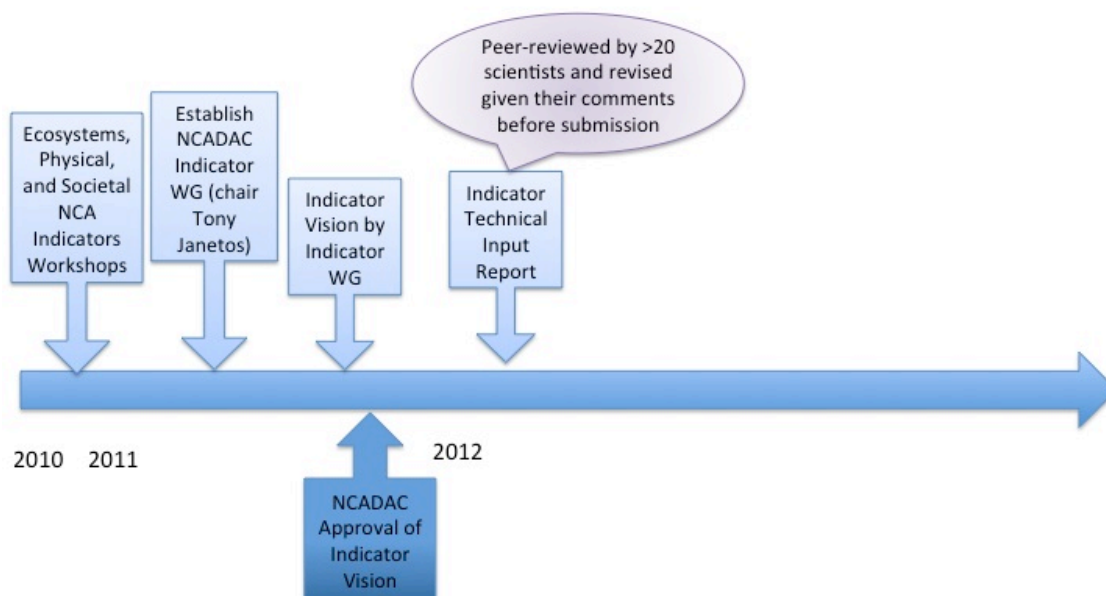 Peer-reviewed by >20
scientists and revised
given their comments
before submission
Ecosystems,
Physical,
and Societal
NCA
Indicators
Workshops
Establish
NCADAC
Indicator
WG (chair
Tony
Janetos)
Indicator
Vision by
Indicator
WG
Indicator
Technical
Input
Report
2010 2011
2012
NCADAC
Approval of
Indicator
Vision